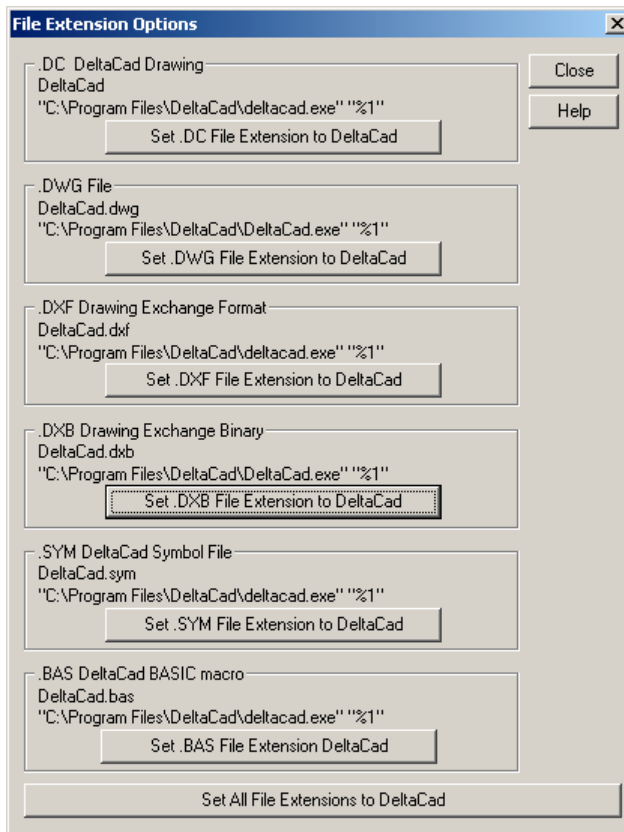 File Extension Options
.DC  DeltaCad Drawing
DeltaCad
"C:\Program Files\DeltaCad\deltacad.exe" "%1"
Set .DC File Extension to DeltaCad
Close
Help
.DWG File
DeltaCad.dwg
"C:\Program Files\DeltaCad\DeltaCad.exe" "%1"
Set .DWG File Extension to DeltaCad
.DXF Drawing Exchange Format
DeltaCad.dxf
"C:\Program Files\DeltaCad\deltacad.exe" "%1"
Set .DXF File Extension to DeltaCad
.DXB Drawing Exchange Binary
DeltaCad.dxb
"C:\Program Files\DeltaCad\DeltaCad.exe" "%1"
Set .DXB File Extension to DeltaCad
.SYM DeltaCad Symbol File
DeltaCad.sym
"C:\Program Files\DeltaCad\deltacad.exe" "%1"
Set .SYM File Extension to DeltaCad
.BAS DeltaCad BASIC macro
DeltaCad.bas
"C:\Program Files\DeltaCad\deltacad.exe" "%1"
Set .BAS File Extension DeltaCad
Set All File Extensions to DeltaCad